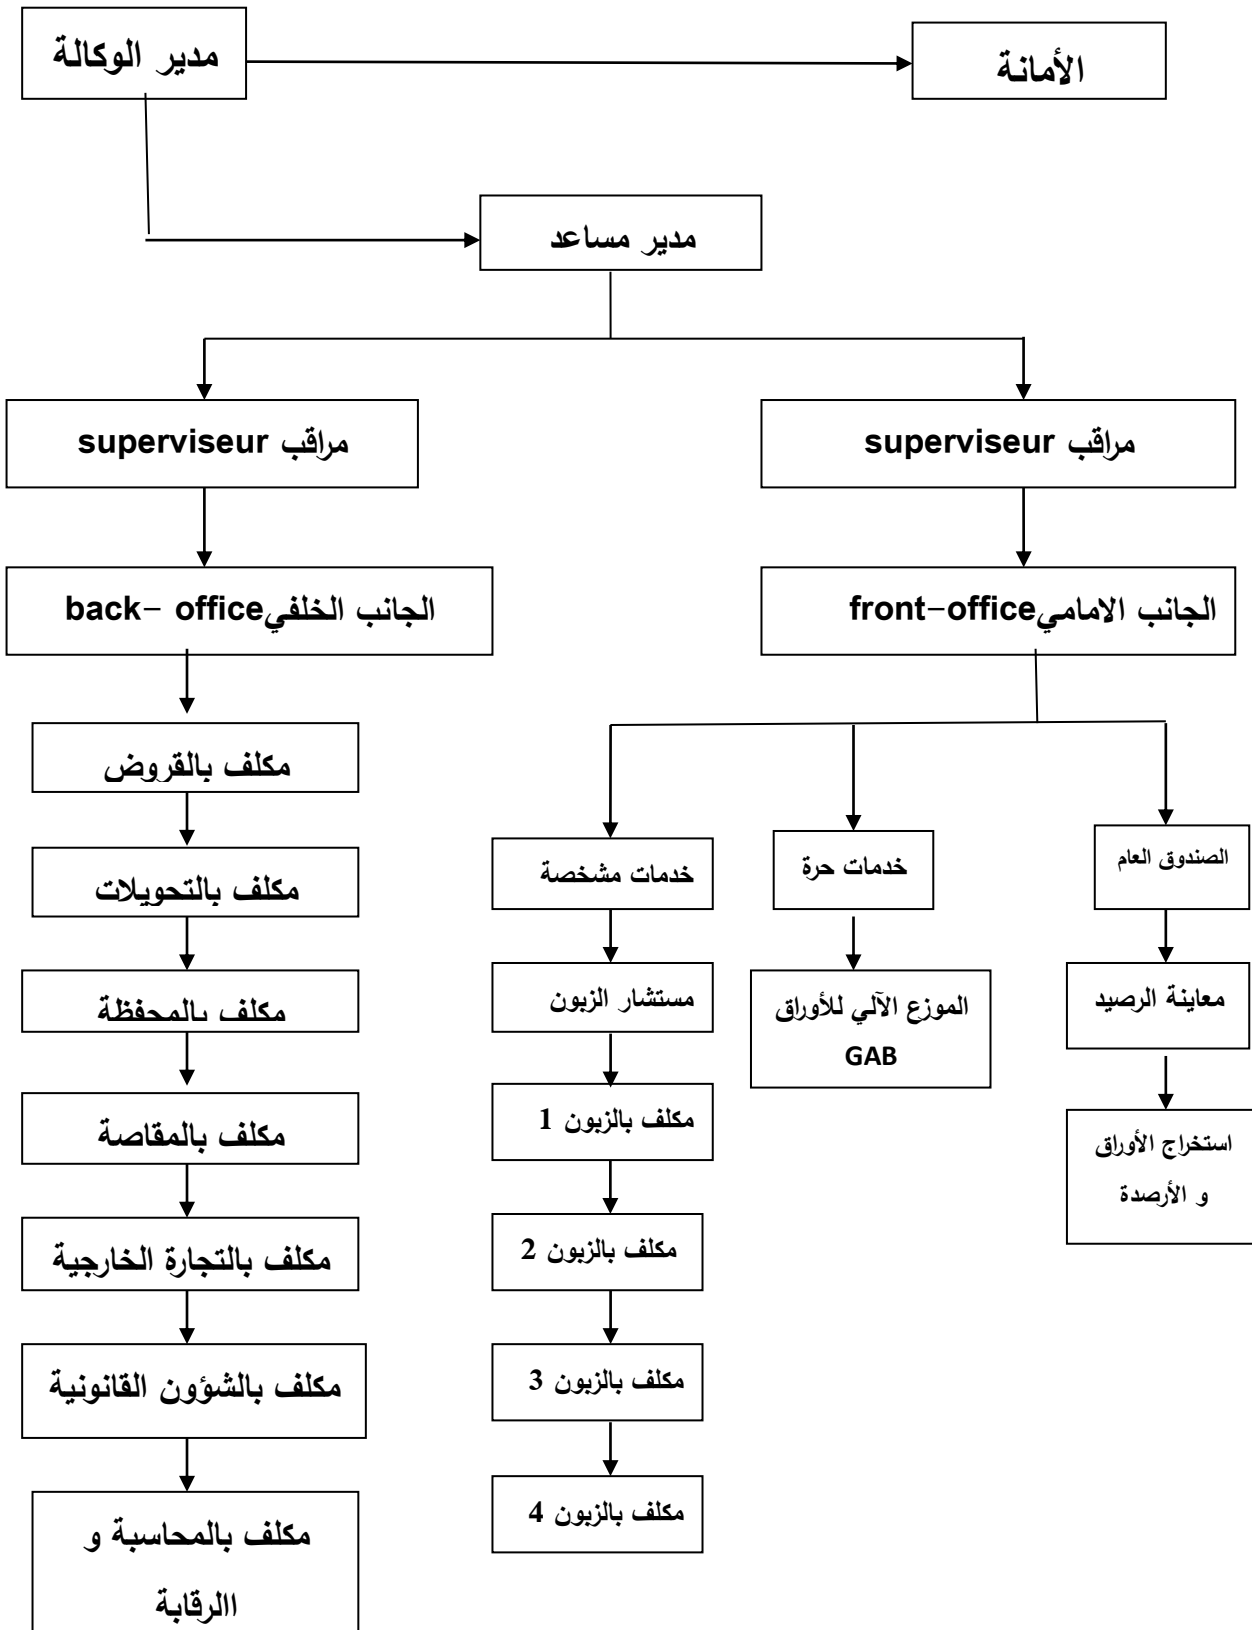 مدير الوكالة
الأمانة
مدير مساعد
مراقب superviseur
مراقب superviseur
الجانب الامامي front-office
الجانب الخلفي back- office
الصندوق العام
معاينة الرصيد
استخراج الأوراق
و الأرصدة
خدمات حرة
الموزع الآلي للأوراق
GAB
خدمات مشخصة
مستشار الزبون
مكلف بالزبون 1
مكلف بالزبون 2
مكلف بالزبون 3
مكلف بالزبون 4
مكلف بالقروض
مكلف بالتحويلات
مكلف بالمحفظة
مكلف بالمقاصة
مكلف بالتجارة الخارجية
مكلف بالشؤون القانونية
مكلف بالمحاسبة و
االرقابة